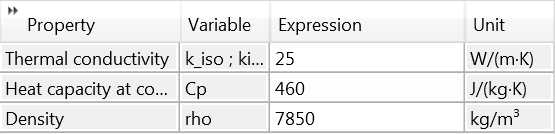 Property Variable Expression Unit
Thermal conductivity k_iso ; ki... 25 W/(m·K)
Heat capacity at co... Cp 460 J/(kg·K)
Density rho 7850 kg/m³